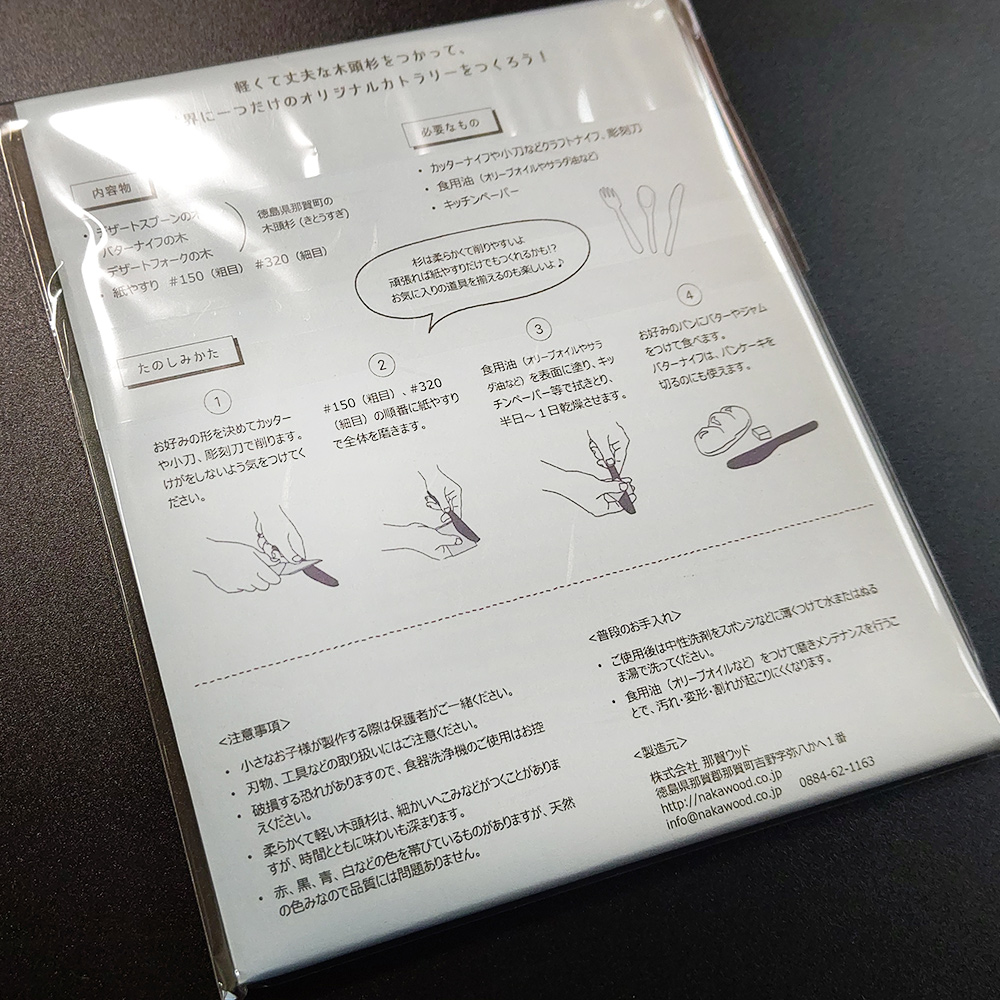 軽くて丈夫な木頭杉をつかって、
界に一つだけのオリジナルカトラリーをつくろう！
内容物
・デザートスプーンの木
バターナイフの木
デザートフォークの木
・紙やすり #150（粗目） #320（細目）
徳島県那賀町の
木頭杉（きとうすぎ）
必要なもの
・カッターナイフや小刀などクラフトナイフ、彫刻刀
・食用油（オリーブオイルやサラダ油など）
・キッチンペーパー
杉は柔らかくて削りやすいよ
頑張れば紙やすりだけでもつくれるかも!?
お気に入りの道具を揃えるのも楽しいよ♪
たのしみかた
1
お好みの形を決めてカッター
や小刀、彫刻刀で削ります。
けがをしないよう気をつけてく
ださい。
2
#150（粗目）、#320
（細目）の順番に紙やすり
で全体を磨きます。
3
食用油（オリーブオイルやサラ
ダ油など）を表面に塗り、キッ
チンペーパー等で拭きとり、
半日～１日乾燥させます。
4
お好みのパンにバターやジャム
をつけて食べます。
バターナイフは、パンケーキを
切るのにも使えます。
<注意事項>
・小さなお子様が製作する際は保護者がご一緒ください。
・刃物、工具などの取り扱いにはご注意ください。
・破損する恐れがありますので、食器洗浄機のご使用はお控
えください。
・柔らかくて軽い木頭杉は、細かいへこみなどがつくことがありま
すが、時間とともに味わいも深まります。
・赤、黒、青、白などの色を帯びているものがありますが、天然
の色みなので品質には問題ありません。
<普段のお手入れ>
・ご使用後は中性洗剤をスポンジなどに薄くつけて水またはぬる
ま湯で洗ってください。
・食用油（オリーブオイルなど）をつけて磨きメンテナンスを行うこ
とで、汚れ・変形・割れが起こりにくくなります。
<製造元>
株式会社 那賀ウッド
徳島県那賀郡那賀町吉野字弥八かへ１番
http://nakawood.co.jp
info@nakawood.co.jp 0884-62-1163